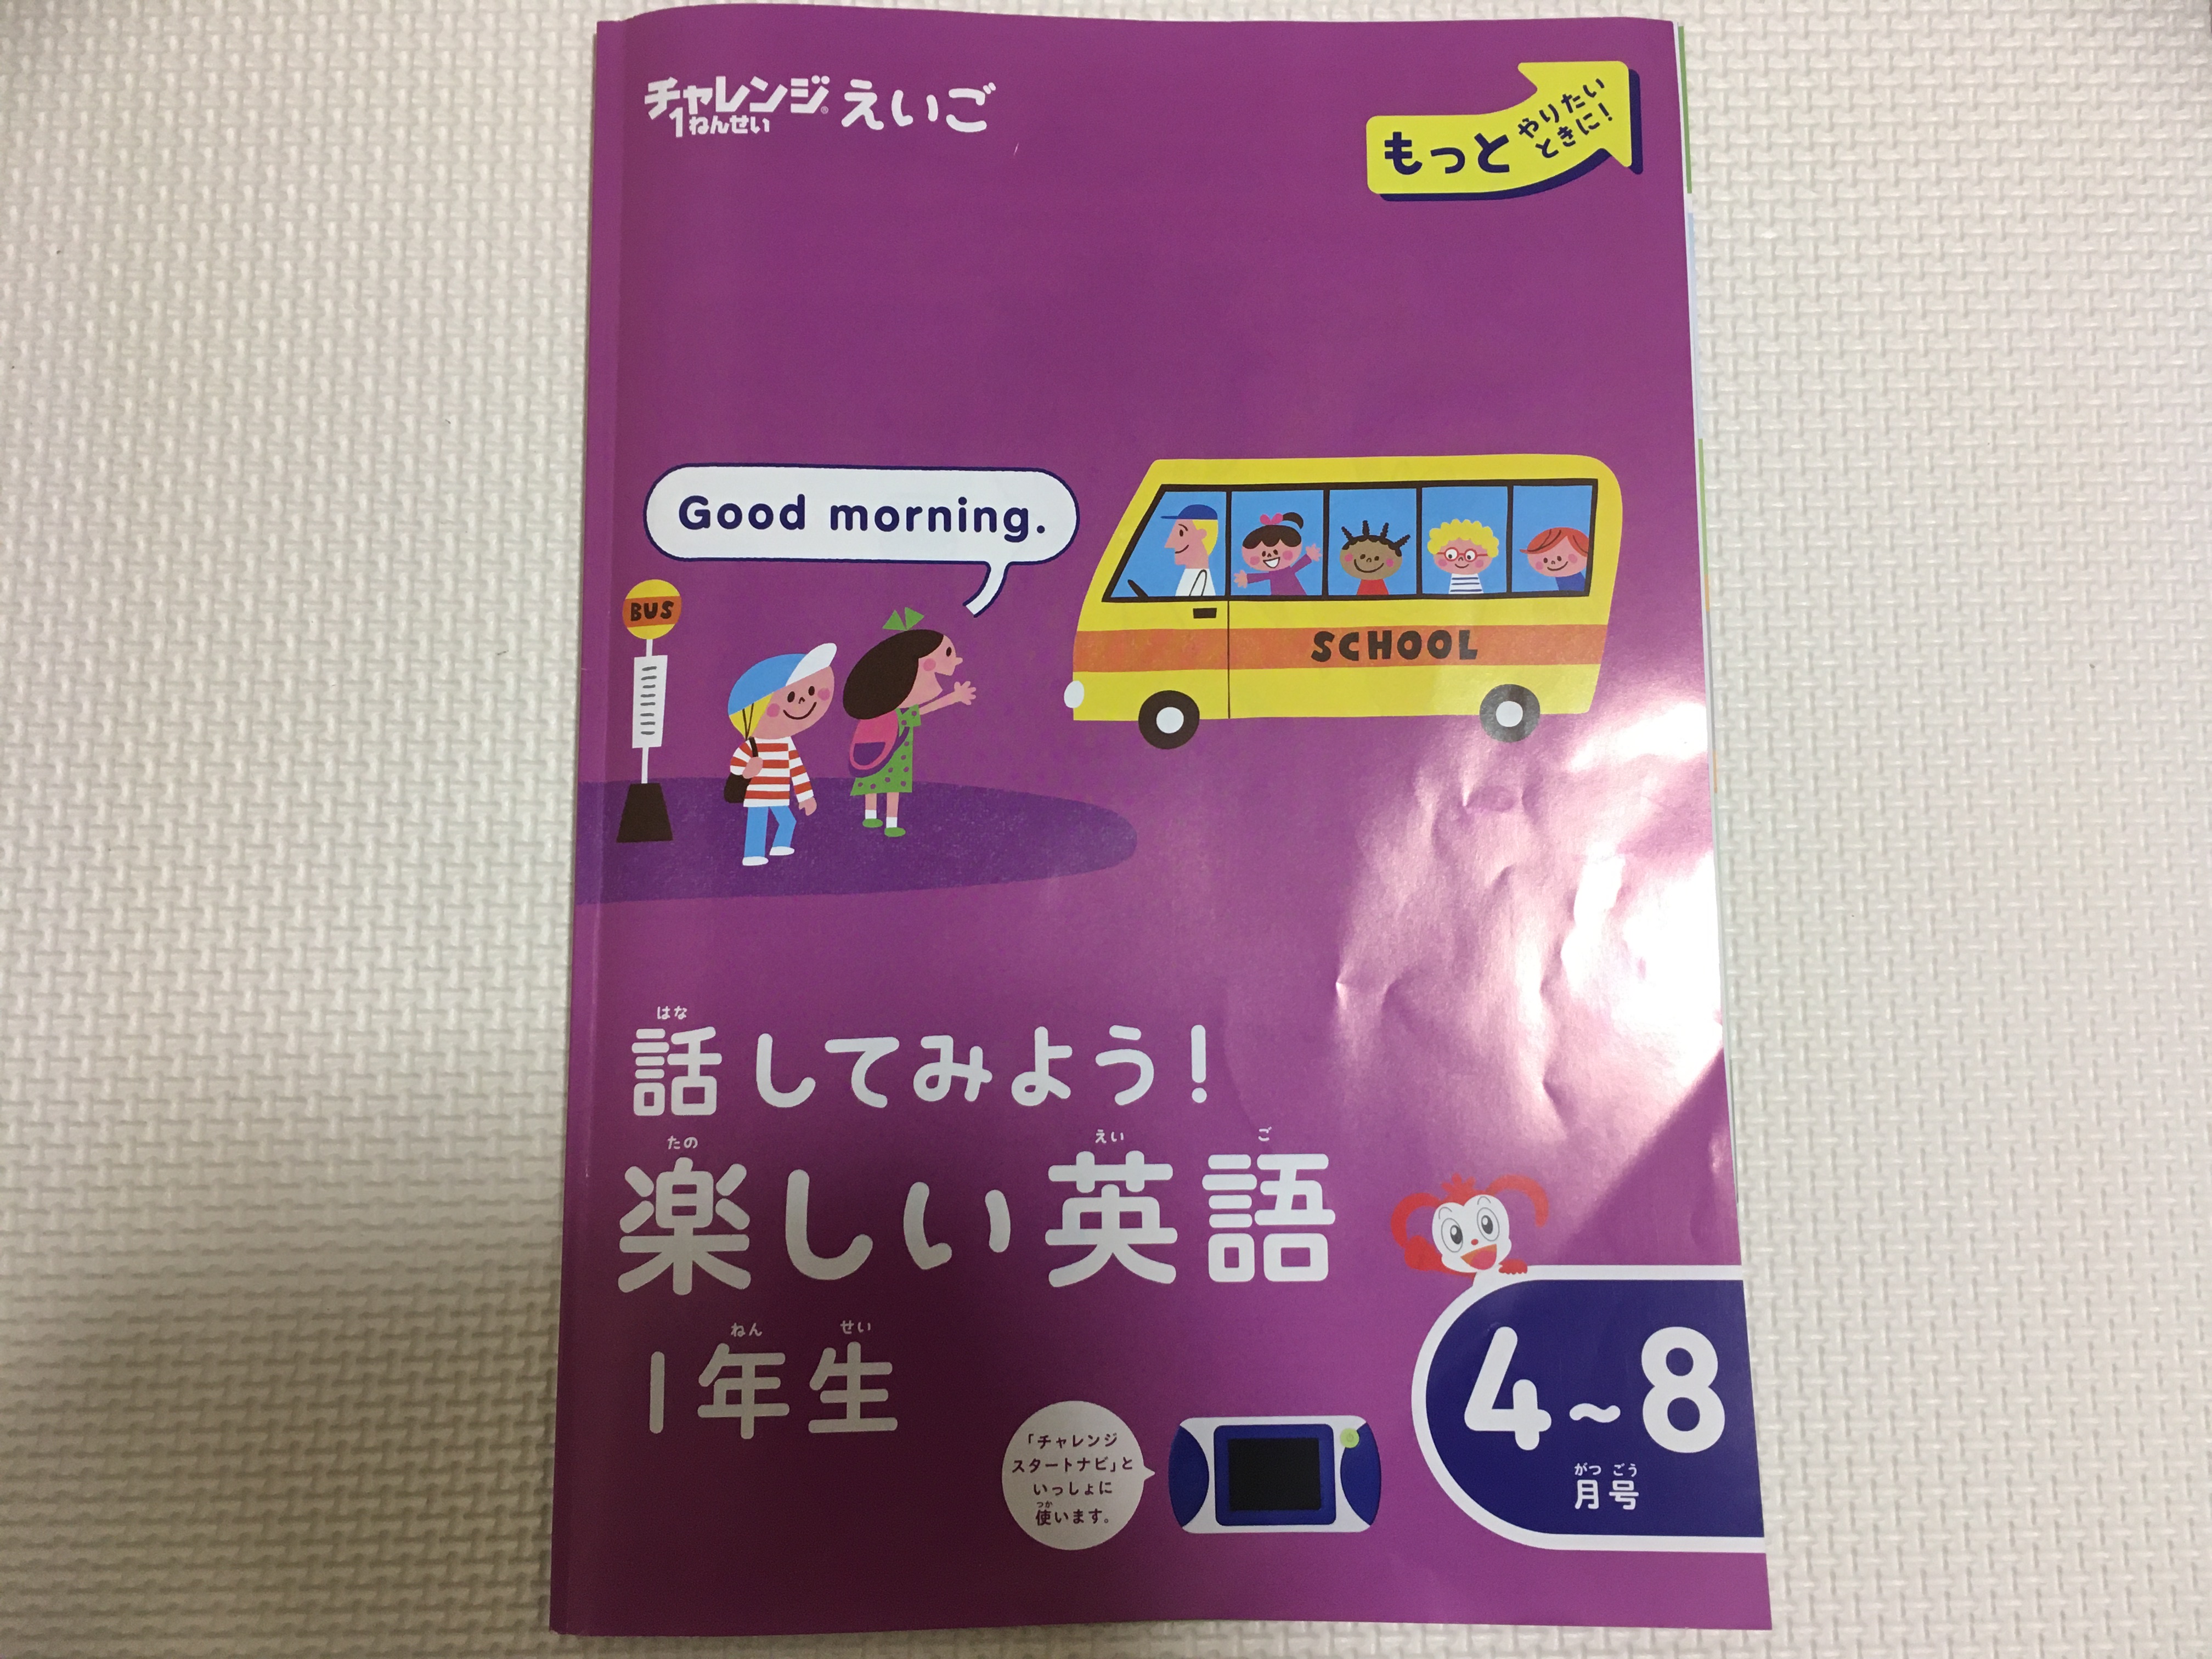 チャレンジ®
1ねんせい
えいご
もっと
やりたい
ときに!
Good morning.
BUS
SCHOOL
はな
話してみよう!
たの えい ご
楽しい英語
ねん せい
1年生
「チャレンジ
スタートナビ」と
いっしょに
つか
使います。
4~8
がつ ごう
月号